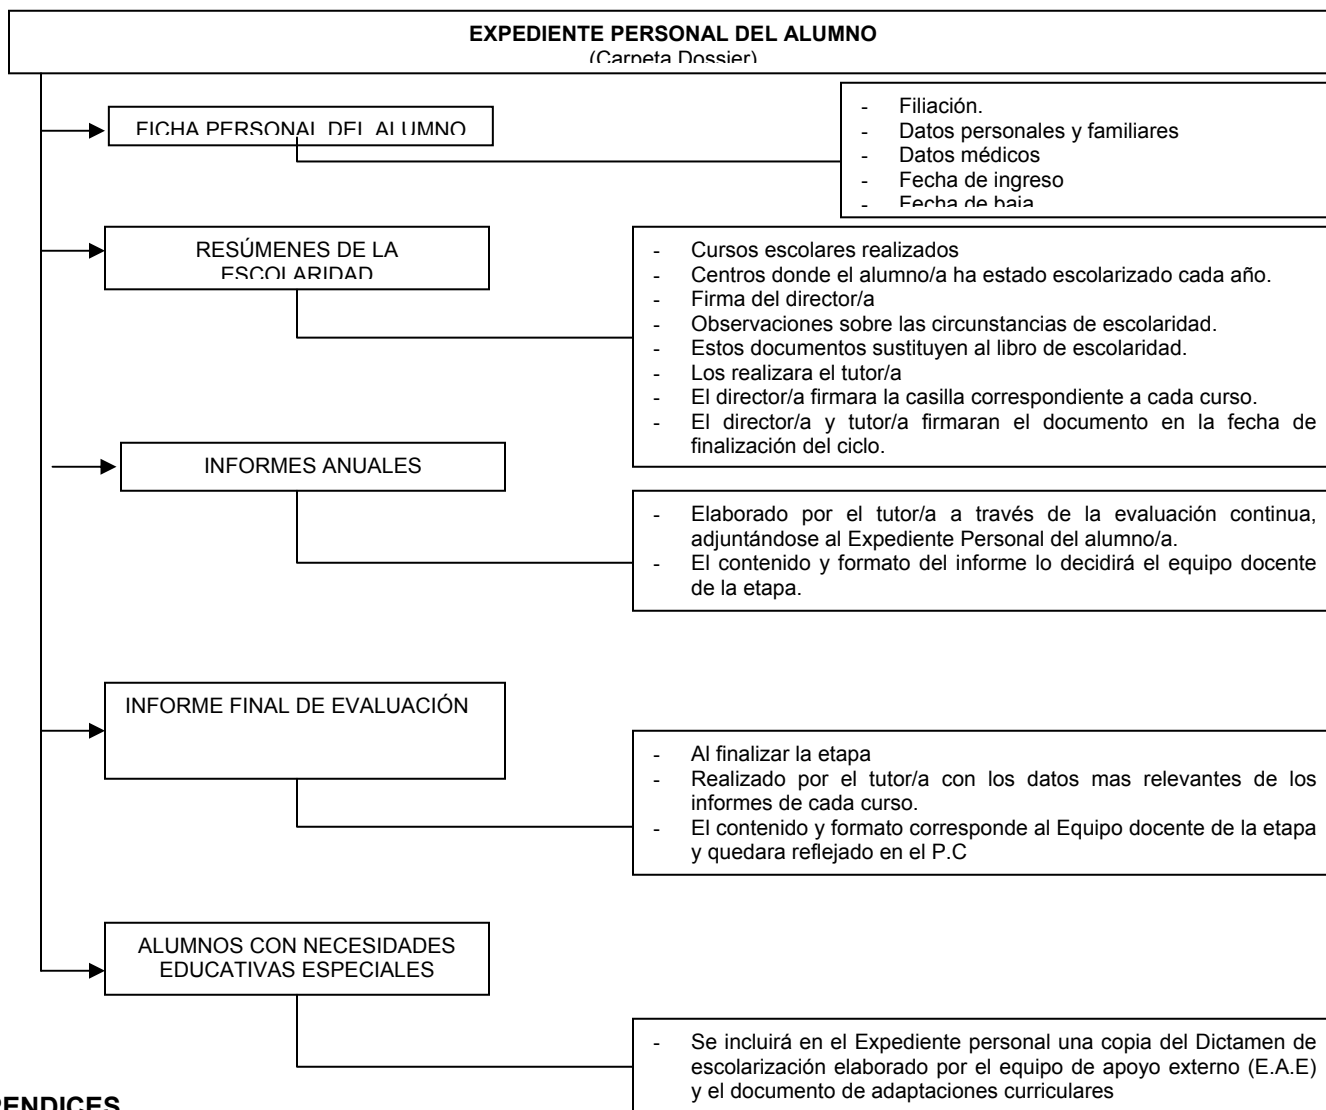 EXPEDIENTE PERSONAL DEL ALUMNO
(Carpeta Dossier)
FICHA PERSONAL DEL ALUMNO
- Filiación.
- Datos personales y familiares
- Datos médicos
- Fecha de ingreso
- Fecha de baja
RESÚMENES DE LA
ESCOLARIDAD
- Cursos escolares realizados
- Centros donde el alumno/a ha estado escolarizado cada año.
- Firma del director/a
- Observaciones sobre las circunstancias de escolaridad.
- Estos documentos sustituyen al libro de escolaridad.
- Los realizara el tutor/a
- El director/a firmara la casilla correspondiente a cada curso.
- El director/a y tutor/a firmaran el documento en la fecha de
finalización del ciclo.
INFORMES ANUALES
- Elaborado por el tutor/a a través de la evaluación continua,
adjuntándose al Expediente Personal del alumno/a.
- El contenido y formato del informe lo decidirá el equipo docente
de la etapa.
INFORME FINAL DE EVALUACIÓN
- Al finalizar la etapa
- Realizado por el tutor/a con los datos mas relevantes de los
informes de cada curso.
- El contenido y formato corresponde al Equipo docente de la etapa
y quedara reflejado en el P.C
ALUMNOS CON NECESIDADES
EDUCATIVAS ESPECIALES
- Se incluirá en el Expediente personal una copia del Dictamen de
escolarización elaborado por el equipo de apoyo externo (E.A.E)
y el documento de adaptaciones curriculares